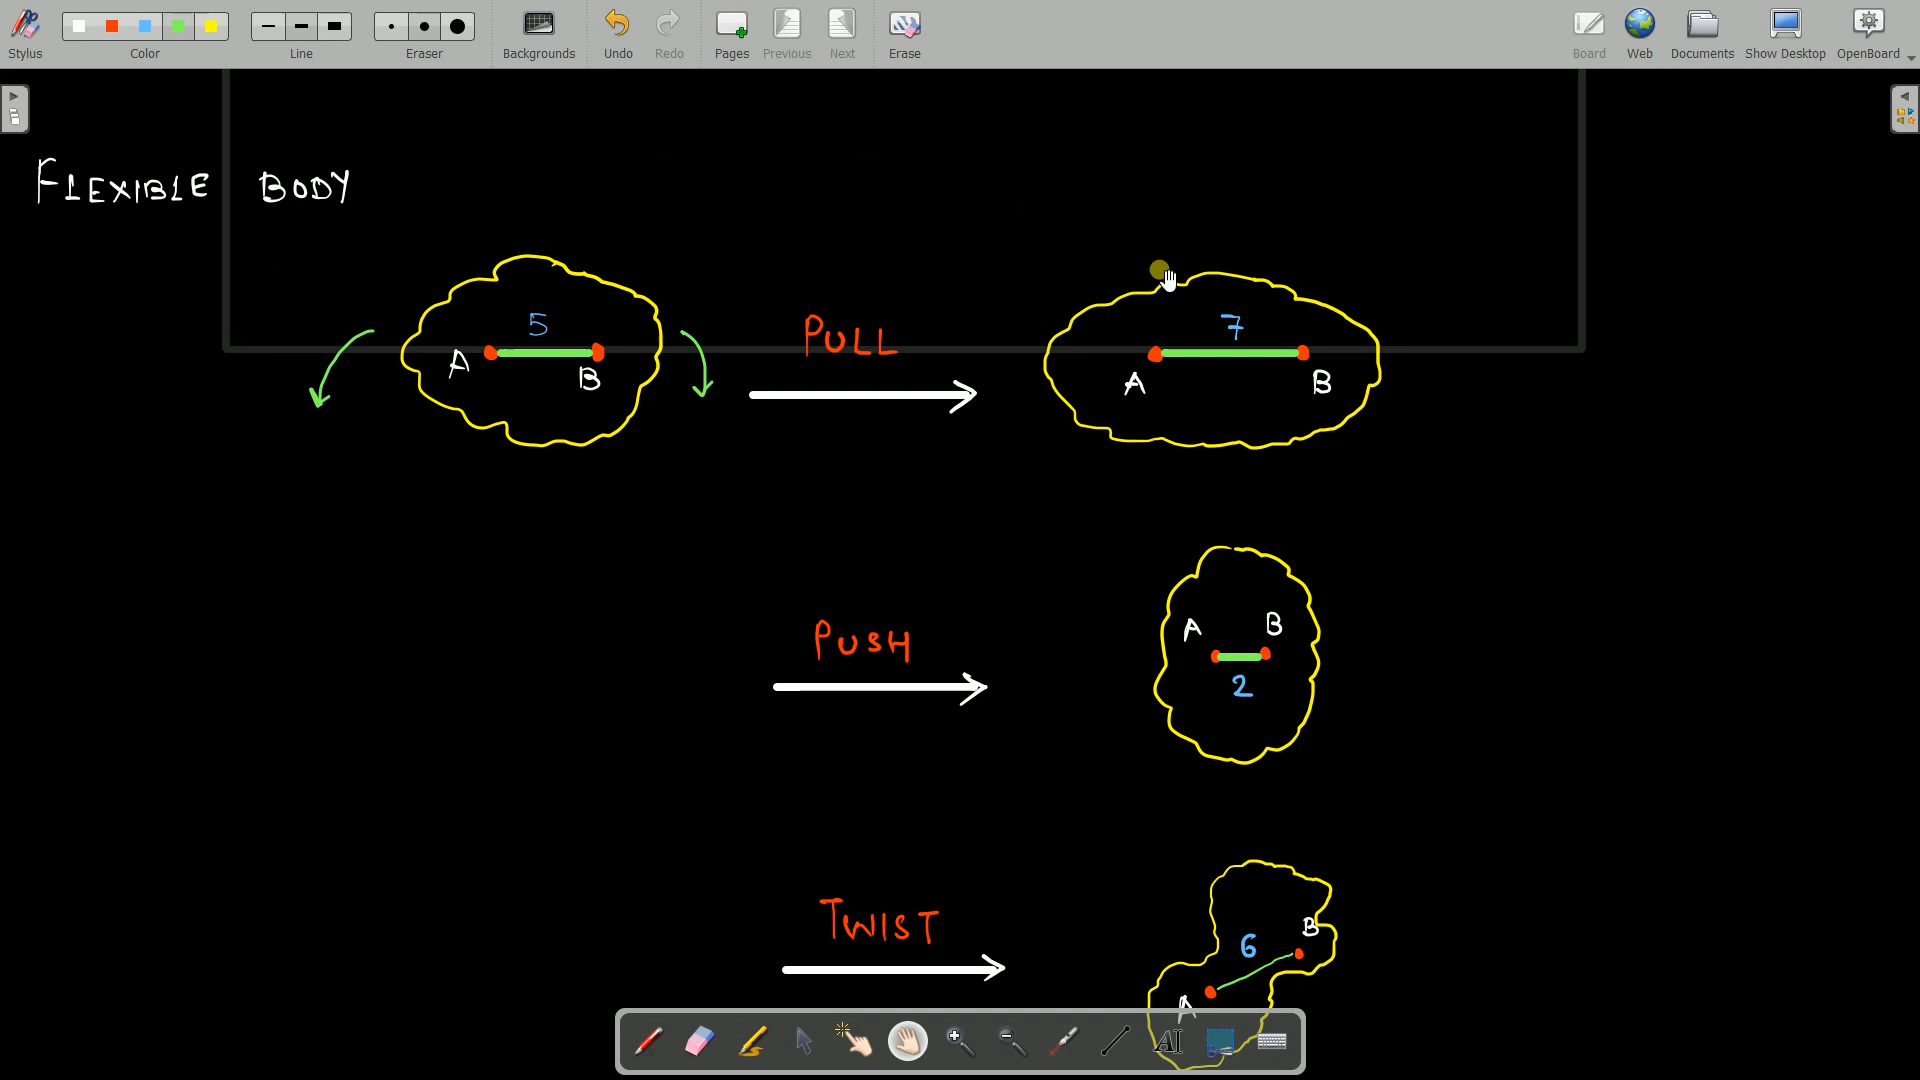 Stylus Color Line Eraser Backgrounds Undo Redo Pages Previous Next Erase Board Web Documents Show Desktop OpenBoard
FLEXIBLE BODY
5
A
B
PULL
7
A
B
PUSH
A
B
2
TWIST
B
6
A
AI